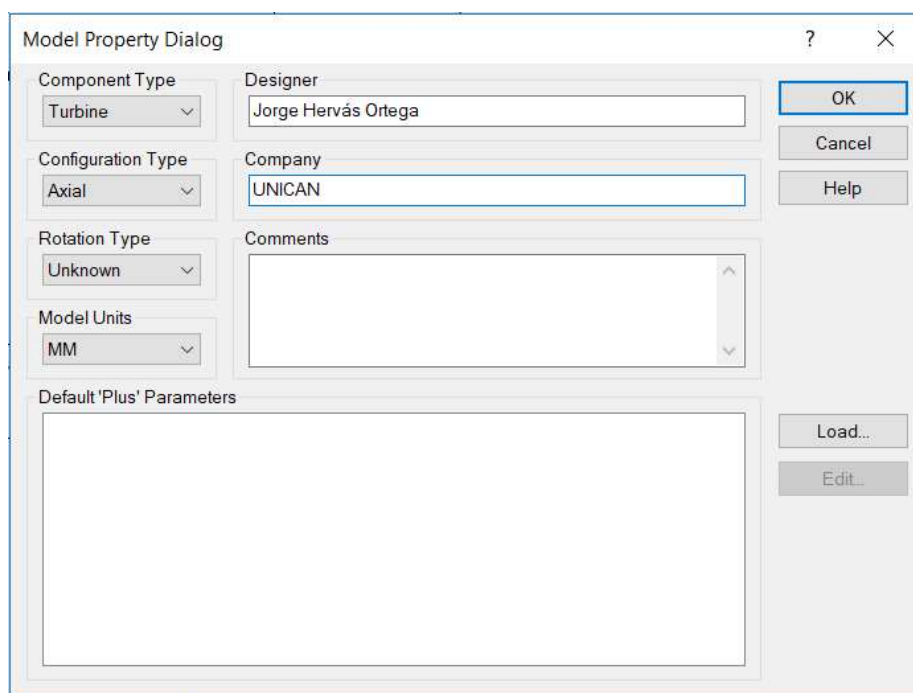 Model Property Dialog
?
Component Type
Turbine
Designer
Jorge Hervás Ortega
OK
Cancel
Help
Configuration Type
Axial
Company
UNICAN
Rotation Type
Unknown
Comments
Model Units
MM
Default 'Plus' Parameters
Load...
Edit...